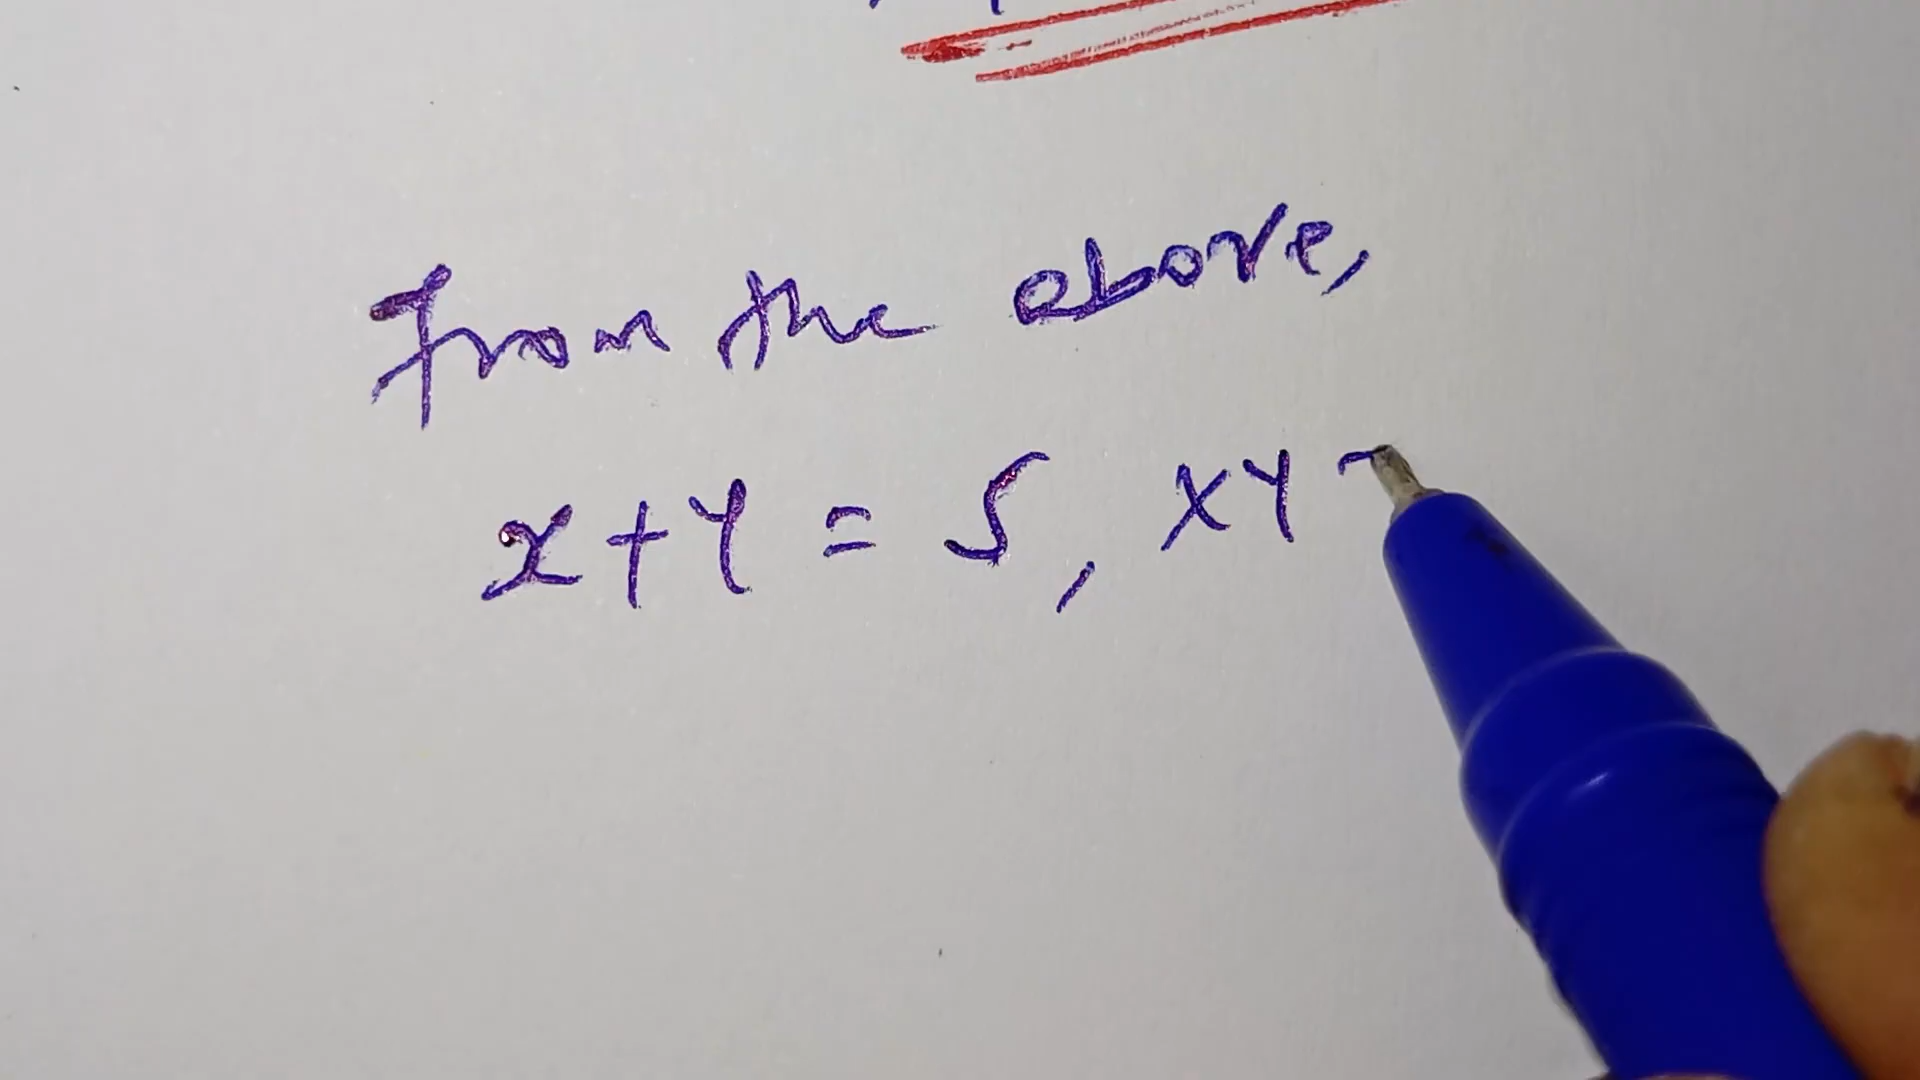 From the above,
x+y = 5, xy